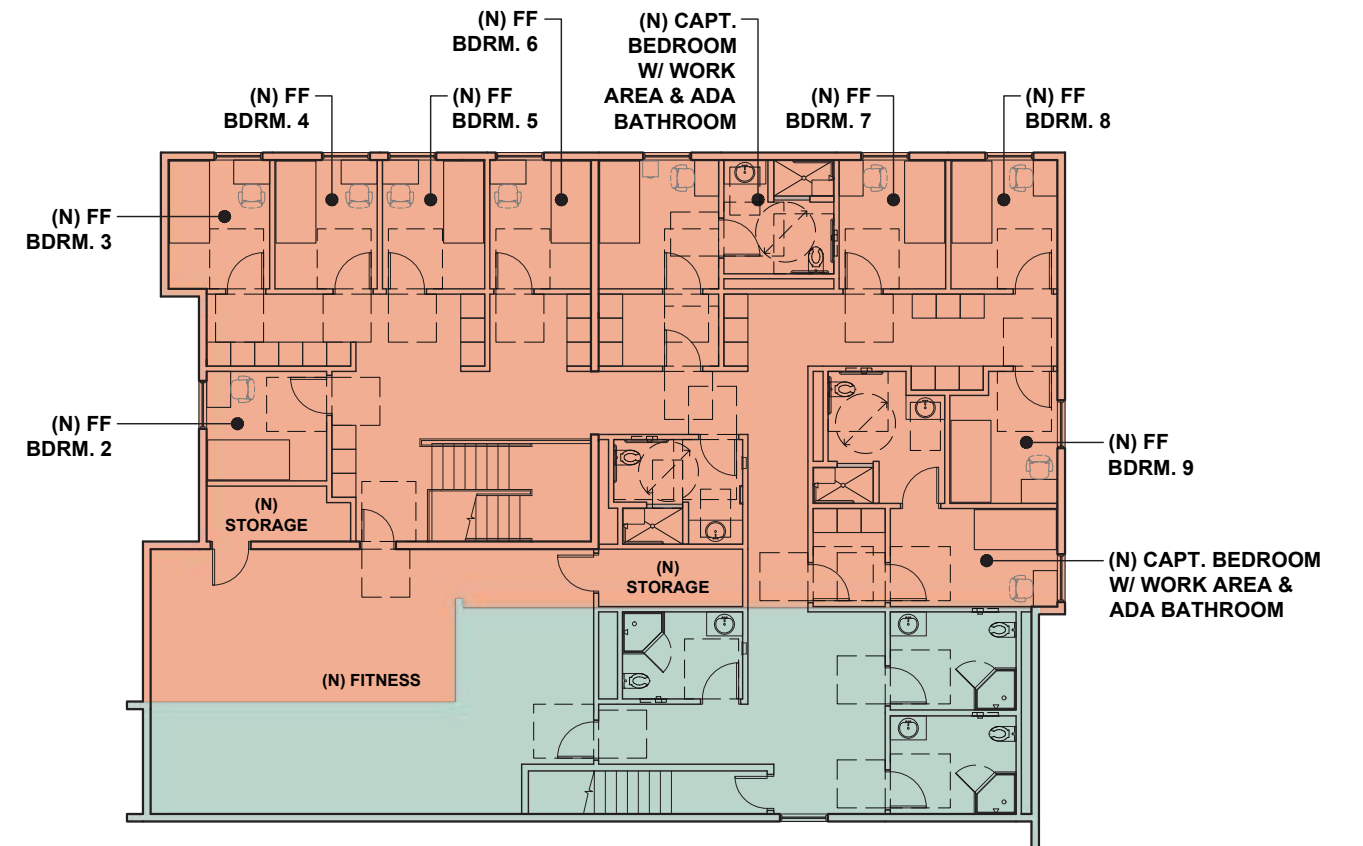 (N) FF
BDRM. 6
(N) CAPT.
BEDROOM
W/ WORK
AREA & ADA
BATHROOM
(N) FF
BDRM. 4
(N) FF
BDRM. 5
(N) FF
BDRM. 7
(N) FF
BDRM. 8
(N) FF
BDRM. 3
(N) FF
BDRM. 2
(N) FF
BDRM. 9
(N)
STORAGE
(N)
STORAGE
(N) CAPT. BEDROOM
W/ WORK AREA &
ADA BATHROOM
(N) FITNESS